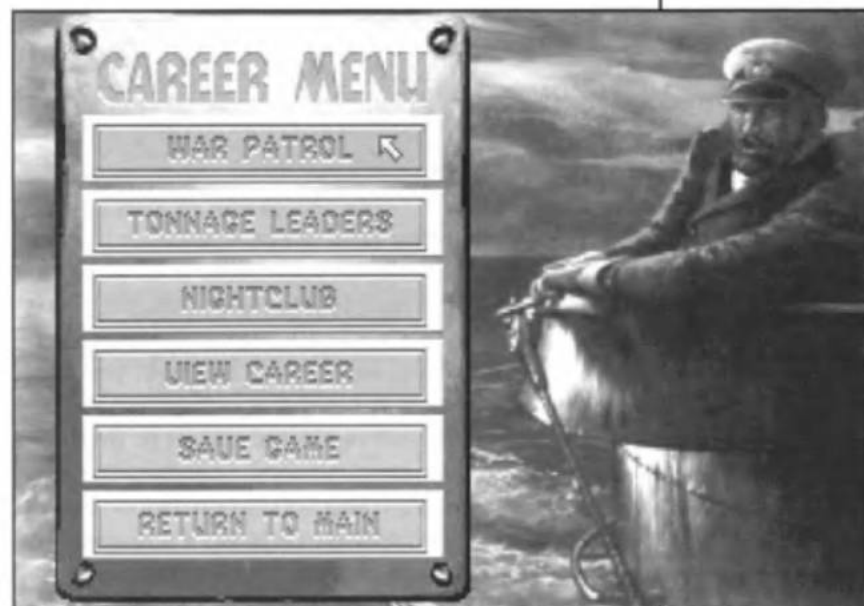 CAREER MENU
WAR PATROL
TONNAGE LEADERS
NIGHTCLUB
VIEW CAREER
SAVE GAME
RETURN TO MAIN